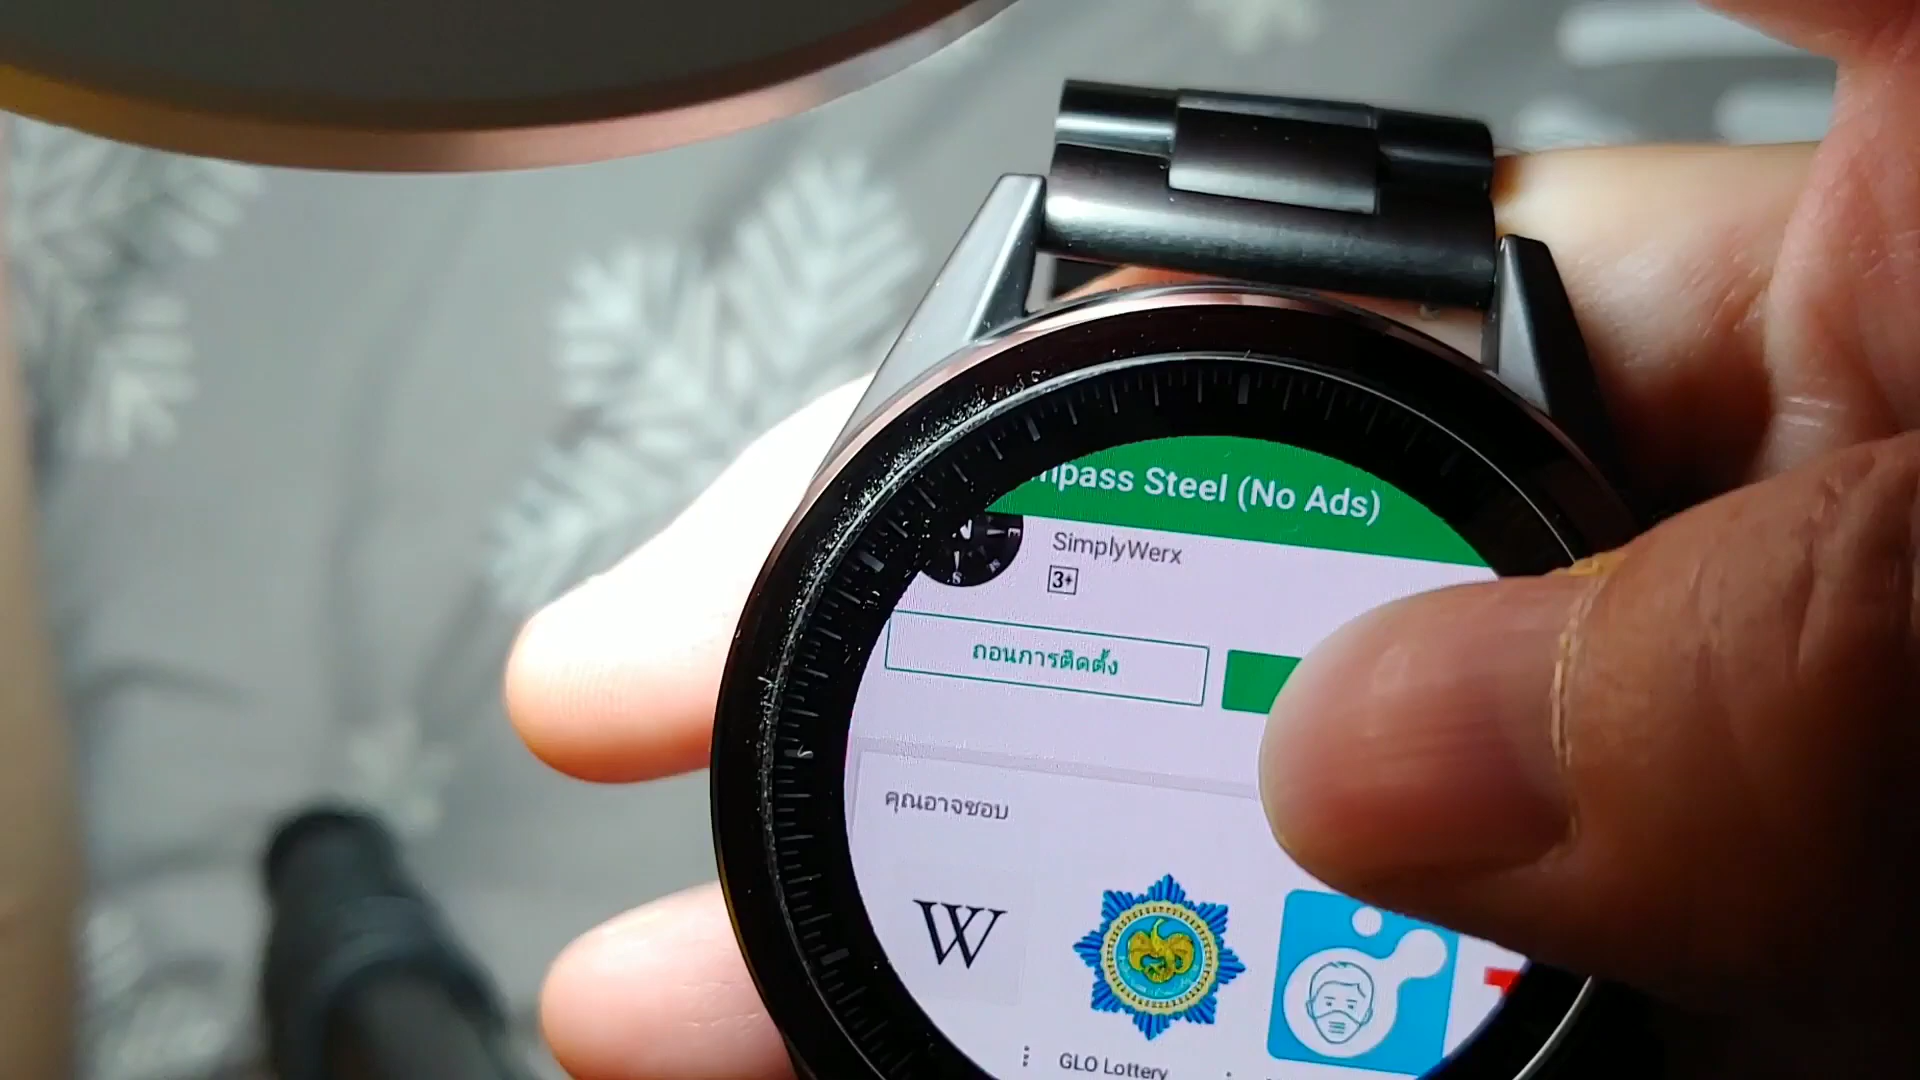 mpass Steel (No Ads)
SimplyWerx
3+
ถอนการติดตั้ง
คุณอาจชอบ
W
GLO Lottery